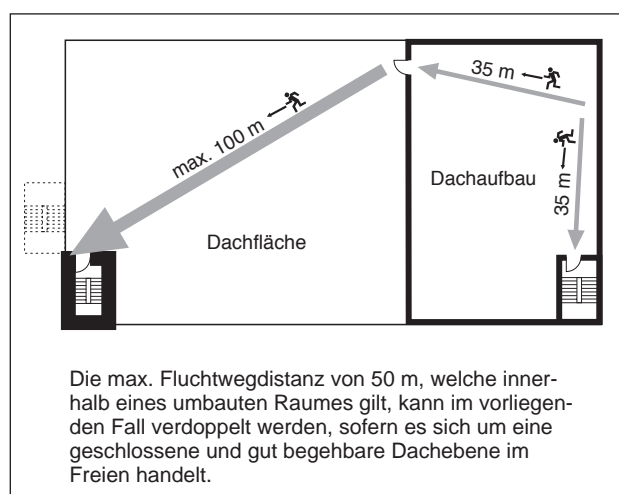 35 m
max. 100 m
Dachaufbau
35 m
Dachfläche
Die max. Fluchtwegdistanz von 50 m, welche inner-
halb eines umbauten Raumes gilt, kann im vorliegen-
den Fall verdoppelt werden, sofern es sich um eine
geschlossene und gut begehbare Dachebene im
Freien handelt.